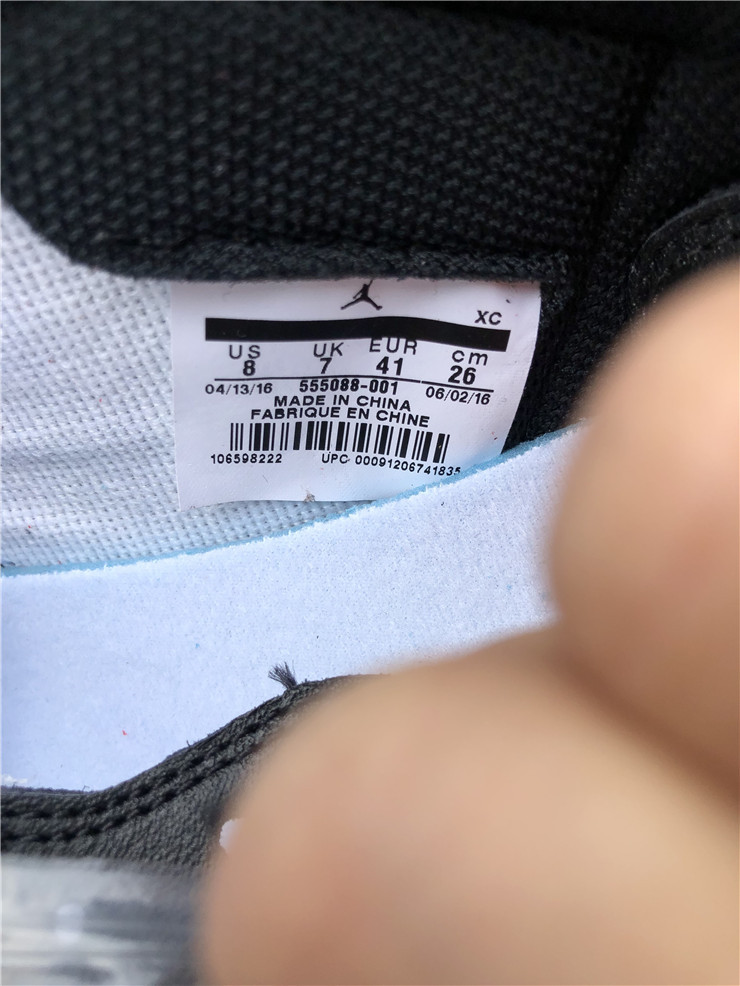 XC
US UK EUR cm
8 7 41 26
04/13/16 555088-001 06/02/16
MADE IN CHINA
FABRIQUE EN CHINE
106598222 UPC 00091206741835